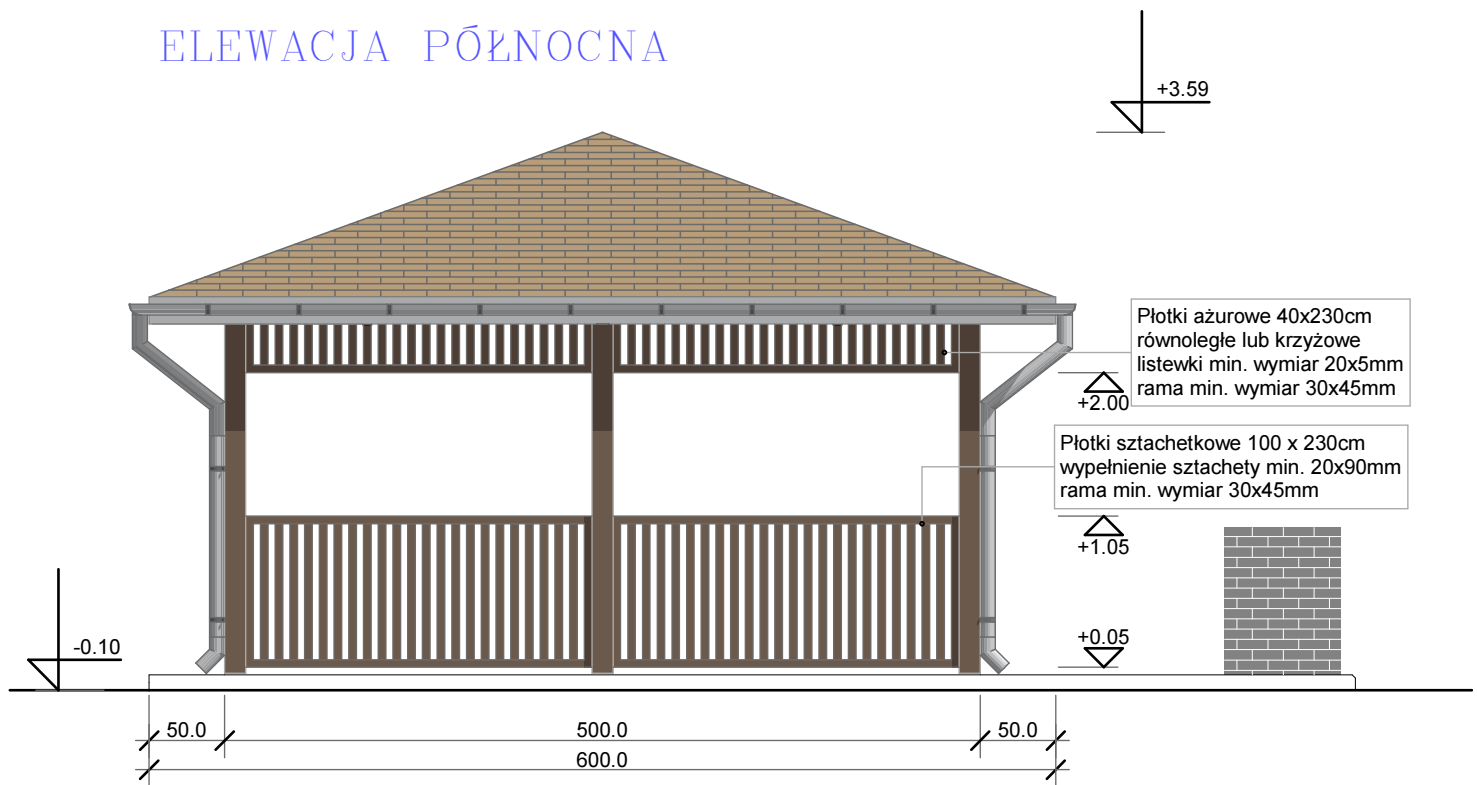 ELEWACJA PÓŁNOCNA
+3.59
Płotki ażurowe 40x230cm
równoległe lub krzyżowe
listewki min. wymiar 20x5mm
rama min. wymiar 30x45mm
+2.00
Płotki sztachetkowe 100 x 230cm
wypełnienie sztachety min. 20x90mm
rama min. wymiar 30x45mm
+1.05
+0.05
-0.10
50.0
500.0
50.0
600.0